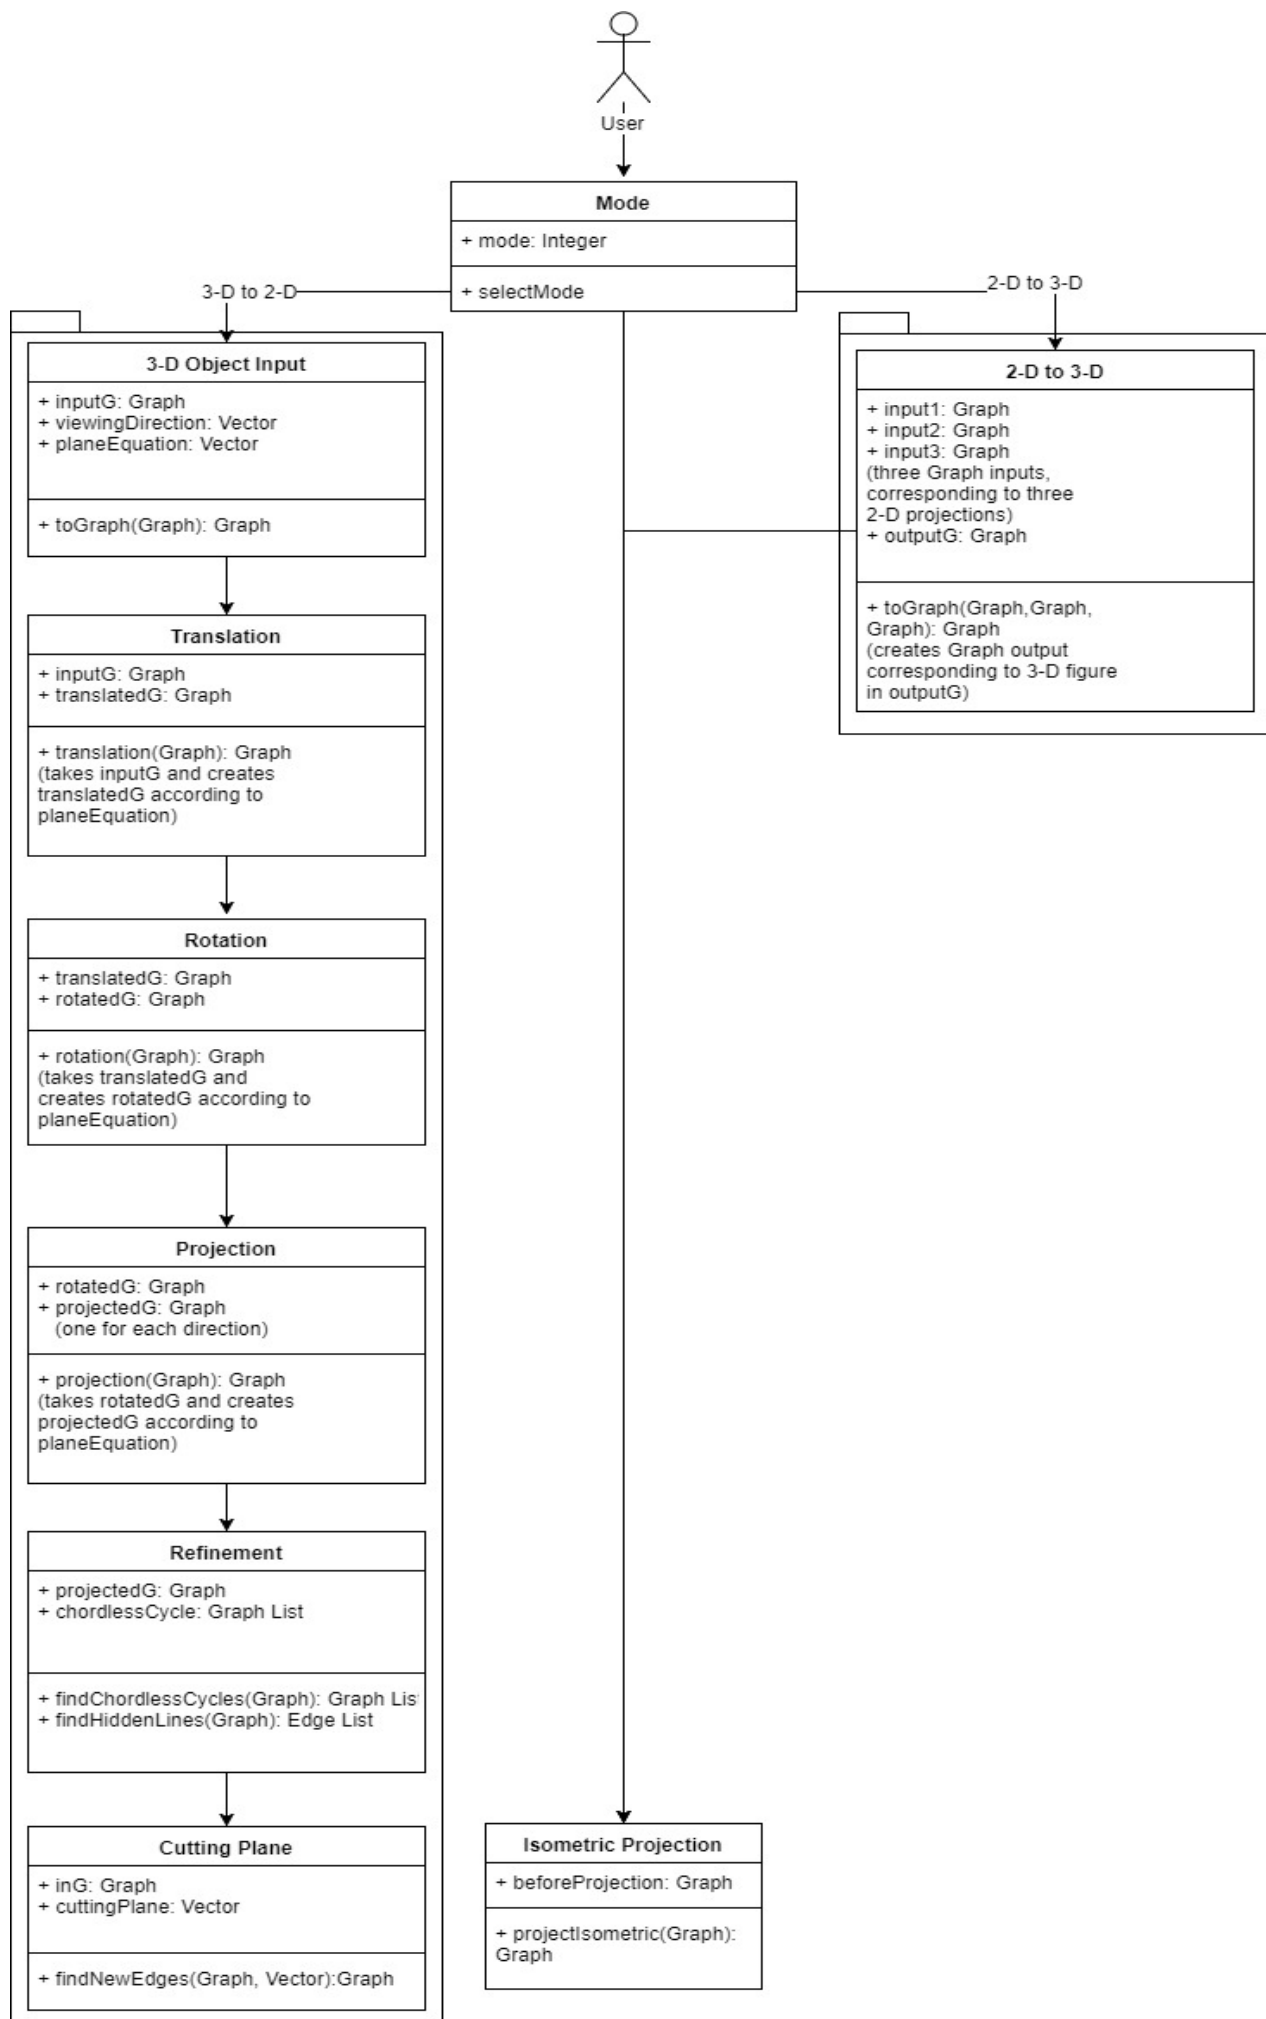 User
Mode
+ mode: Integer
+ selectMode
3-D to 2-D
2-D to 3-D
3-D Object Input
+ inputG: Graph
+ viewingDirection: Vector
+ planeEquation: Vector
+ toGraph(Graph): Graph
Translation
+ inputG: Graph
+ translatedG: Graph
+ translation(Graph): Graph
(takes inputG and creates
translatedG according to
planeEquation)
Rotation
+ translatedG: Graph
+ rotatedG: Graph
+ rotation(Graph): Graph
(takes translatedG and
creates rotatedG according to
planeEquation)
Projection
+ rotatedG: Graph
+ projectedG: Graph
(one for each direction)
+ projection(Graph): Graph
(takes rotatedG and creates
projectedG according to
planeEquation)
Refinement
+ projectedG: Graph
+ chordlessCycle: Graph List
+ findChordlessCycles(Graph): Graph Lis
+ findHiddenLines(Graph): Edge List
Cutting Plane
+ inG: Graph
+ cuttingPlane: Vector
+ findNewEdges(Graph, Vector):Graph
2-D to 3-D
+ input1: Graph
+ input2: Graph
+ input3: Graph
(three Graph inputs,
corresponding to three
2-D projections)
+ outputG: Graph
+ toGraph(Graph,Graph,
Graph): Graph
(creates Graph output
corresponding to 3-D figure
in outputG)
Isometric Projection
+ beforeProjection: Graph
+ projectIsometric(Graph):
Graph